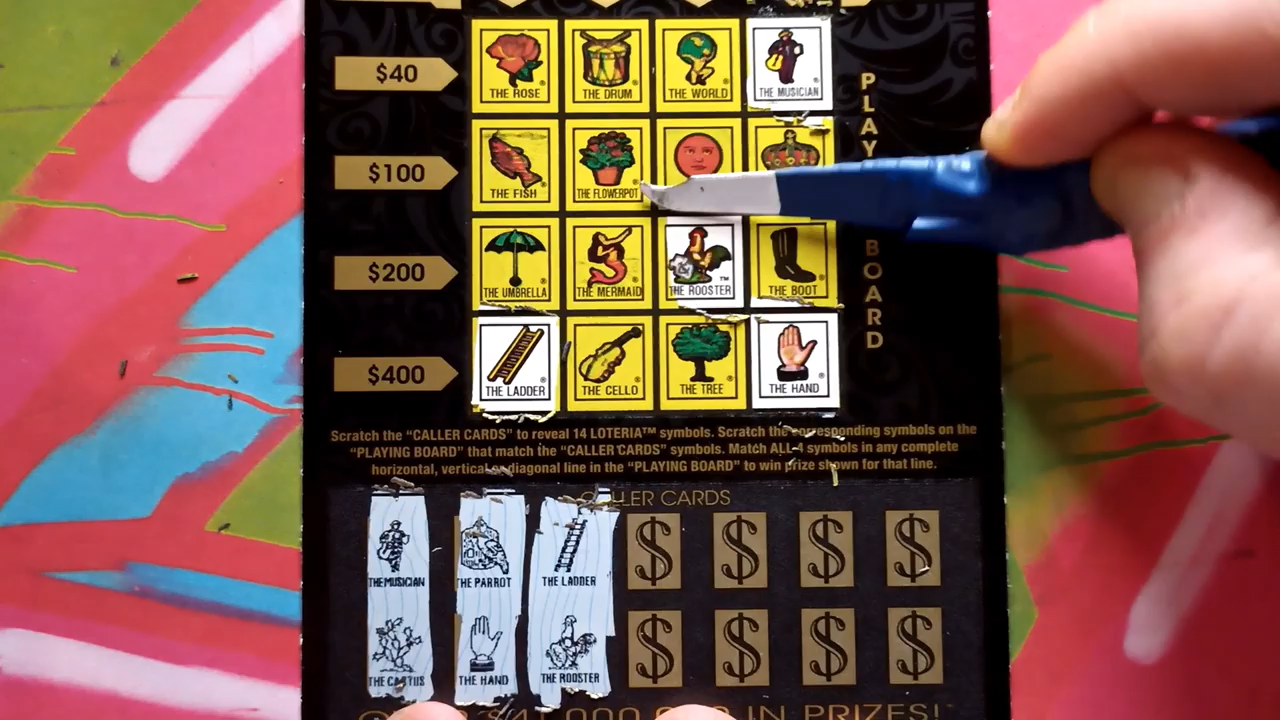 $40
THE ROSE ® THE DRUM ® THE WORLD ® THE MUSICIAN ®
$100
THE FISH ® THE FLOWERPOT ®
$200
THE UMBRELLA THE MERMAID ® THE ROOSTER ™ THE BOOT ®
$400
THE LADDER ® THE CELLO ® THE TREE ® THE HAND ®
PLAY
BOARD
Scratch the “CALLER CARDS” to reveal 14 LOTERIA™ symbols. Scratch the corresponding symbols on the
“PLAYING BOARD” that match the “CALLER CARDS” symbols. Match ALL 4 symbols in any complete
horizontal, vertical diagonal line in the “PLAYING BOARD” to win prize shown for that line.
CALLER CARDS
THE MUSICIAN THE PARROT THE LADDER $ $ $ $
THE CACTUS THE HAND THE ROOSTER $ $ $ $
IN PRIZES!